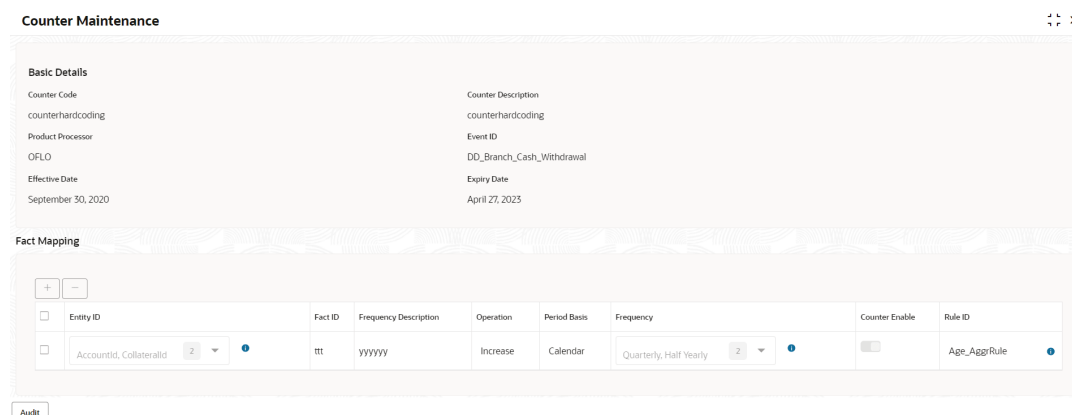 Counter Maintenance
Basic Details
Counter Code
Counter Description
counterhardcoding
counterhardcoding
Product Processor
Event ID
OFLO
DD_Branch_Cash_Withdrawal
Effective Date
Expiry Date
September 30, 2020
April 27, 2023
Fact Mapping
Entity ID Fact ID Frequency Description Operation Period Basis Frequency Counter Enable Rule ID
AccountId, CollateralId 2 ttt yyyyyy Increase Calendar Quarterly, Half Yearly 2 Age_AggrRule
Audit